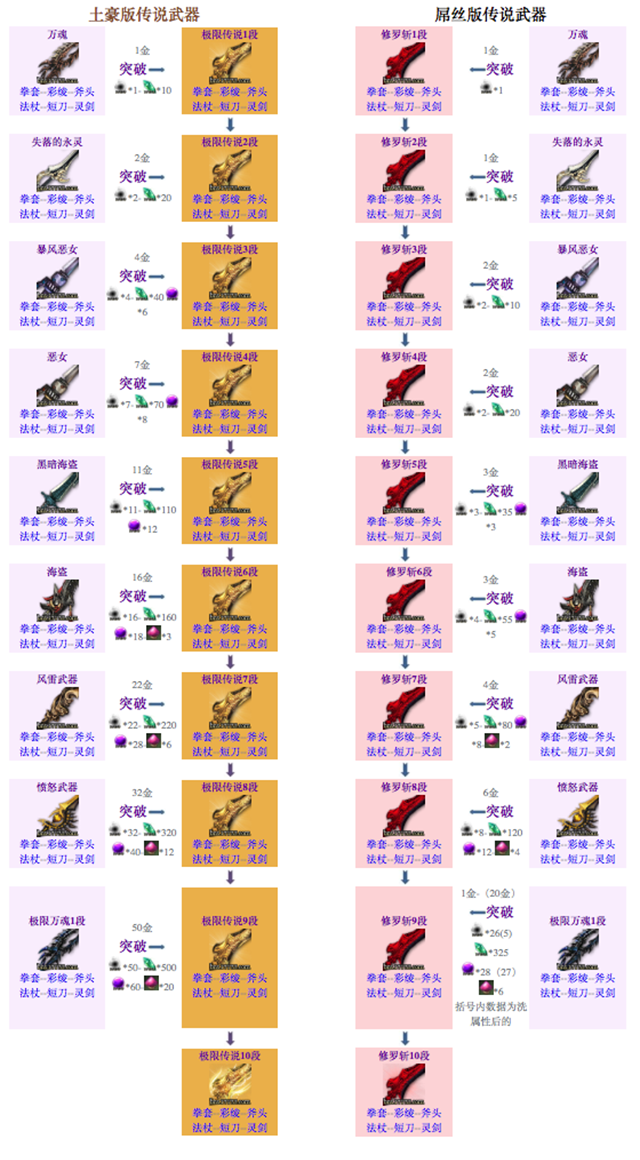 土豪版传说武器
屌丝版传说武器
万魂
拳套--彩绫--斧头
法杖--短刀--灵剑
1金
突破
*1- *10
极限传说1段
拳套--彩绫--斧头
法杖--短刀--灵剑
修罗斩1段
拳套--彩绫--斧头
法杖--短刀--灵剑
1金
突破
*1
万魂
拳套--彩绫--斧头
法杖--短刀--灵剑
失落的永灵
拳套--彩绫--斧头
法杖--短刀--灵剑
2金
突破
*2- *20
极限传说2段
拳套--彩绫--斧头
法杖--短刀--灵剑
修罗斩2段
拳套--彩绫--斧头
法杖--短刀--灵剑
1金
突破
*1- *5
失落的永灵
拳套--彩绫--斧头
法杖--短刀--灵剑
暴风恶女
拳套--彩绫--斧头
法杖--短刀--灵剑
4金
突破
*4- *40
*6
极限传说3段
拳套--彩绫--斧头
法杖--短刀--灵剑
修罗斩3段
拳套--彩绫--斧头
法杖--短刀--灵剑
2金
突破
*2- *10
暴风恶女
拳套--彩绫--斧头
法杖--短刀--灵剑
恶女
拳套--彩绫--斧头
法杖--短刀--灵剑
7金
突破
*7- *70
*8
极限传说4段
拳套--彩绫--斧头
法杖--短刀--灵剑
修罗斩4段
拳套--彩绫--斧头
法杖--短刀--灵剑
2金
突破
*2- *20
恶女
拳套--彩绫--斧头
法杖--短刀--灵剑
黑暗海盗
拳套--彩绫--斧头
法杖--短刀--灵剑
11金
突破
*11- *110
*12
极限传说5段
拳套--彩绫--斧头
法杖--短刀--灵剑
修罗斩5段
拳套--彩绫--斧头
法杖--短刀--灵剑
3金
突破
*3- *35
*3
黑暗海盗
拳套--彩绫--斧头
法杖--短刀--灵剑
海盗
拳套--彩绫--斧头
法杖--短刀--灵剑
16金
突破
*16- *160
*18- *3
极限传说6段
拳套--彩绫--斧头
法杖--短刀--灵剑
修罗斩6段
拳套--彩绫--斧头
法杖--短刀--灵剑
3金
突破
*4- *55
*5
海盗
拳套--彩绫--斧头
法杖--短刀--灵剑
风雷武器
拳套--彩绫--斧头
法杖--短刀--灵剑
22金
突破
*22- *220
*28- *6
极限传说7段
拳套--彩绫--斧头
法杖--短刀--灵剑
修罗斩7段
拳套--彩绫--斧头
法杖--短刀--灵剑
4金
突破
*5- *80
*8- *2
风雷武器
拳套--彩绫--斧头
法杖--短刀--灵剑
愤怒武器
拳套--彩绫--斧头
法杖--短刀--灵剑
32金
突破
*32- *320
*40- *12
极限传说8段
拳套--彩绫--斧头
法杖--短刀--灵剑
修罗斩8段
拳套--彩绫--斧头
法杖--短刀--灵剑
6金
突破
*8- *120
*12- *4
愤怒武器
拳套--彩绫--斧头
法杖--短刀--灵剑
极限万魂1段
拳套--彩绫--斧头
法杖--短刀--灵剑
50金
突破
*50- *500
*60- *20
极限传说9段
拳套--彩绫--斧头
法杖--短刀--灵剑
修罗斩9段
拳套--彩绫--斧头
法杖--短刀--灵剑
1金-（20金）
突破
*26(5)
*325
*28（27）
*6
括号内数据为洗
属性后的
极限万魂1段
拳套--彩绫--斧头
法杖--短刀--灵剑
极限传说10段
拳套--彩绫--斧头
法杖--短刀--灵剑
修罗斩10段
拳套--彩绫--斧头
法杖--短刀--灵剑